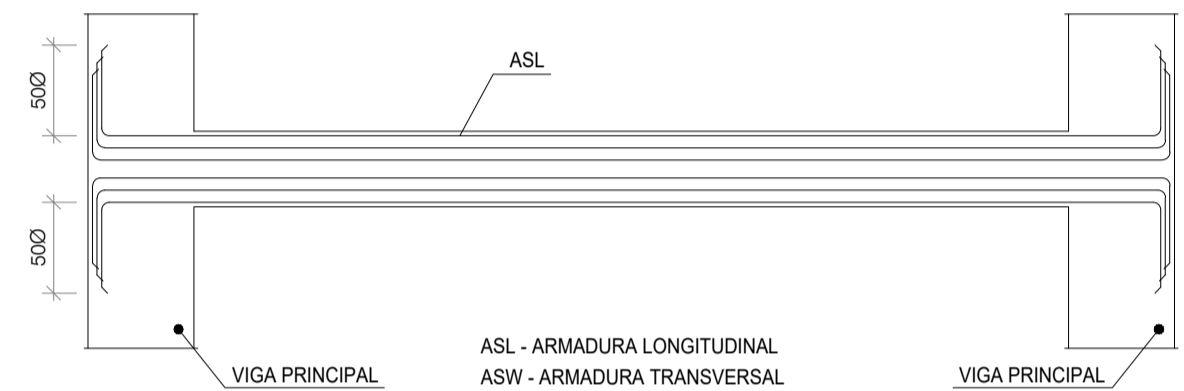 ASL
50Ø
50Ø
ASL - ARMADURA LONGITUDINAL
ASW - ARMADURA TRANSVERSAL
VIGA PRINCIPAL
VIGA PRINCIPAL